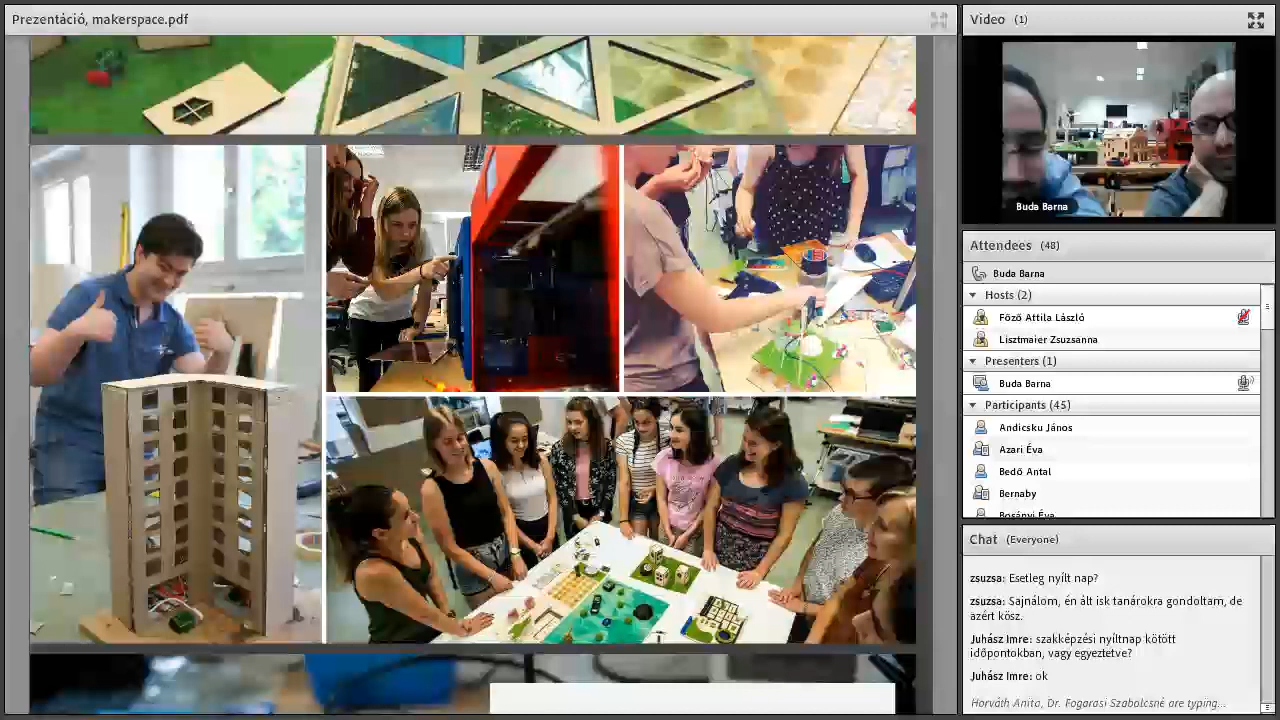 Prezentáció, makerspace.pdf
Video (1)
Buda Barna
Attendees (48)
Buda Barna
Hosts (2)
Főző Attila László
Lisztmaier Zsuzsanna
Presenters (1)
Buda Barna
Participants (45)
Andicsku János
Azari Éva
Bedő Antal
Bernaby
Bosányi Éva
Chat (Everyone)
zsuzsa: Esetleg nyílt nap?
zsuzsa: Sajnálom, én ált isk tanárokra gondoltam, de
azért kösz.
Juhász Imre: szakképzési nyíltnap kötött
időpontokban, vagy egyeztetve?
Juhász Imre: ok
Horváth Anita, Dr. Fogarasi Szabolcsné are typing...